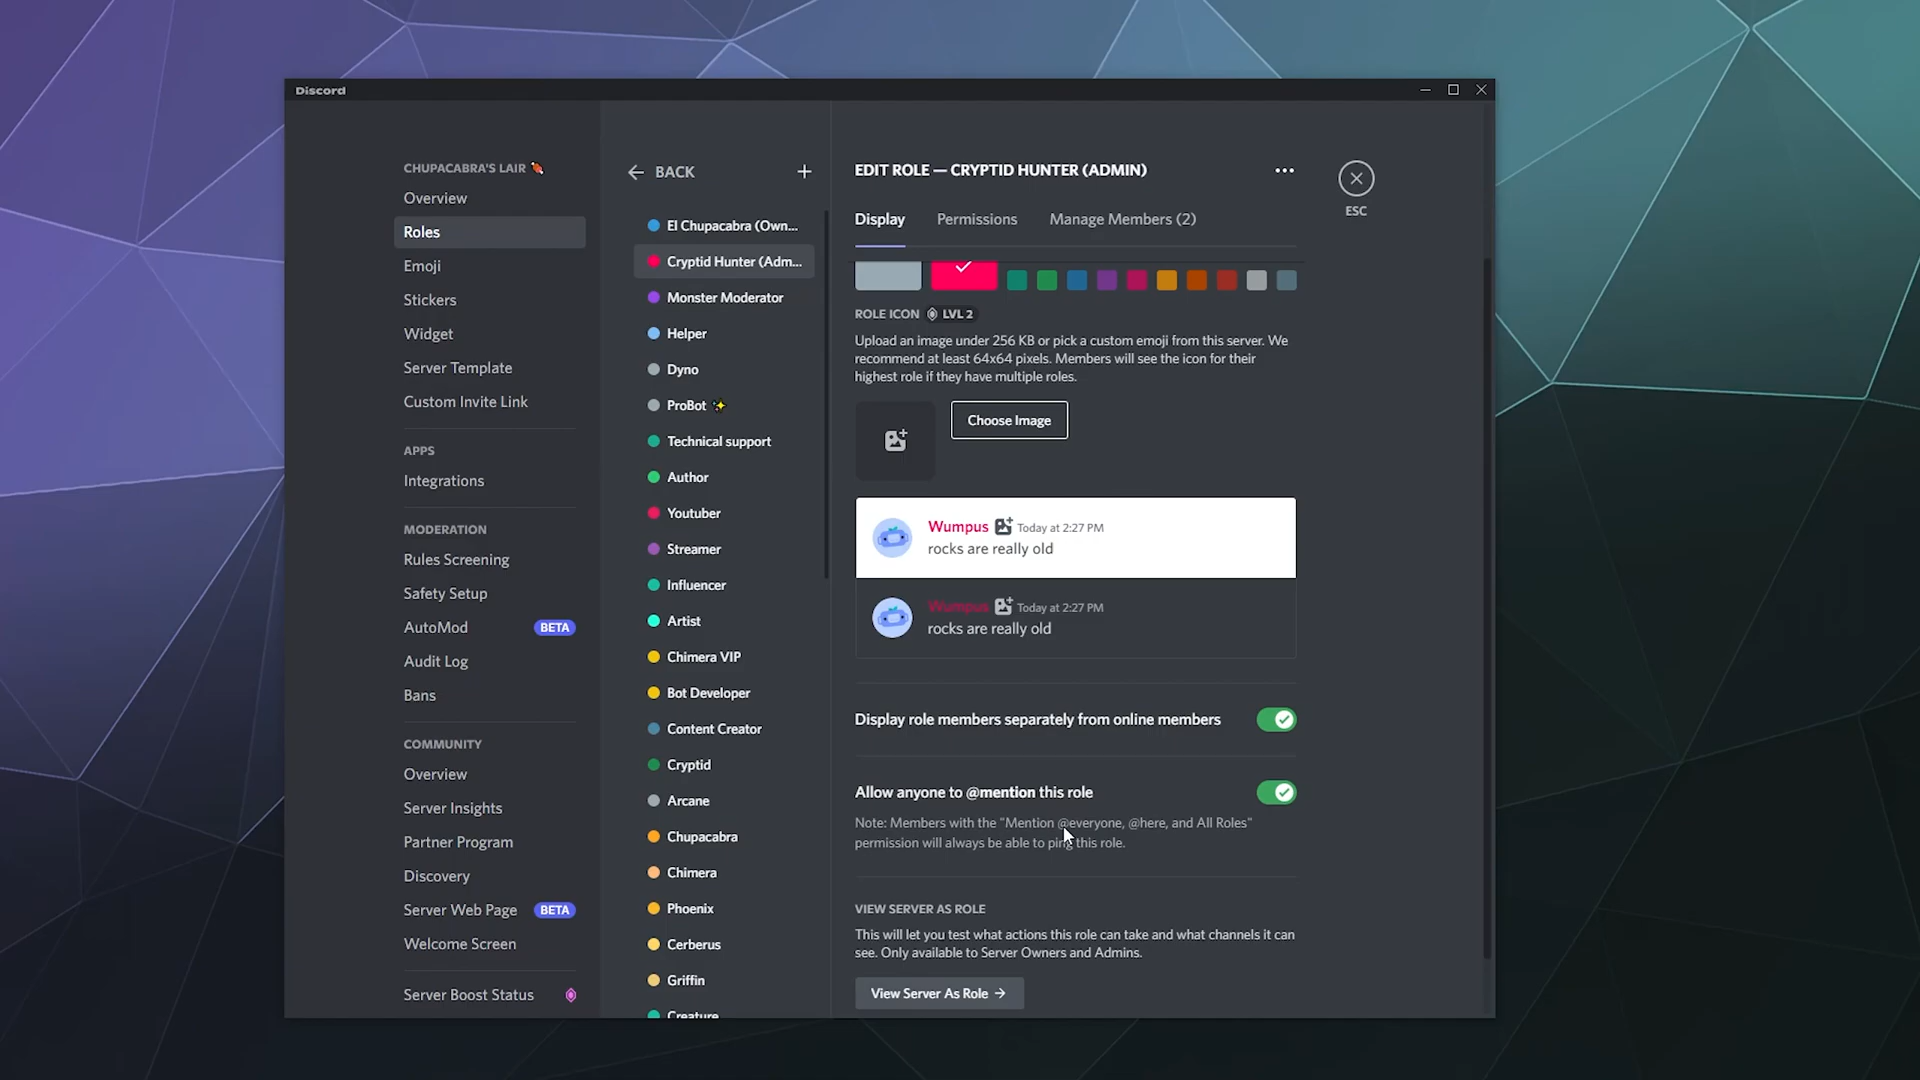 Discord
CHUPACABRA'S LAIR
Overview
Roles
Emoji
Stickers
Widget
Server Template
Custom Invite Link
APPS
Integrations
MODERATION
Rules Screening
Safety Setup
AutoMod BETA
Audit Log
Bans
COMMUNITY
Overview
Server Insights
Partner Program
Discovery
Server Web Page BETA
Welcome Screen
Server Boost Status
BACK
El Chupacabra (Own...
Cryptid Hunter (Adm...
Monster Moderator
Helper
Dyno
ProBot ✨
Technical support
Author
Youtuber
Streamer
Influencer
Artist
Chimera VIP
Bot Developer
Content Creator
Cryptid
Arcane
Chupacabra
Chimera
Phoenix
Cerberus
Griffin
Creature
EDIT ROLE — CRYPTID HUNTER (ADMIN)
Display Permissions Manage Members (2)
ROLE ICON LVL 2
Upload an image under 256 KB or pick a custom emoji from this server. We
recommend at least 64x64 pixels. Members will see the icon for their
highest role if they have multiple roles.
Choose Image
Wumpus Today at 2:27 PM
rocks are really old
Wumpus Today at 2:27 PM
rocks are really old
Display role members separately from online members
Allow anyone to @mention this role
Note: Members with the "Mention @everyone, @here, and All Roles"
permission will always be able to ping this role.
VIEW SERVER AS ROLE
This will let you test what actions this role can take and what channels it can
see. Only available to Server Owners and Admins.
View Server As Role →
ESC